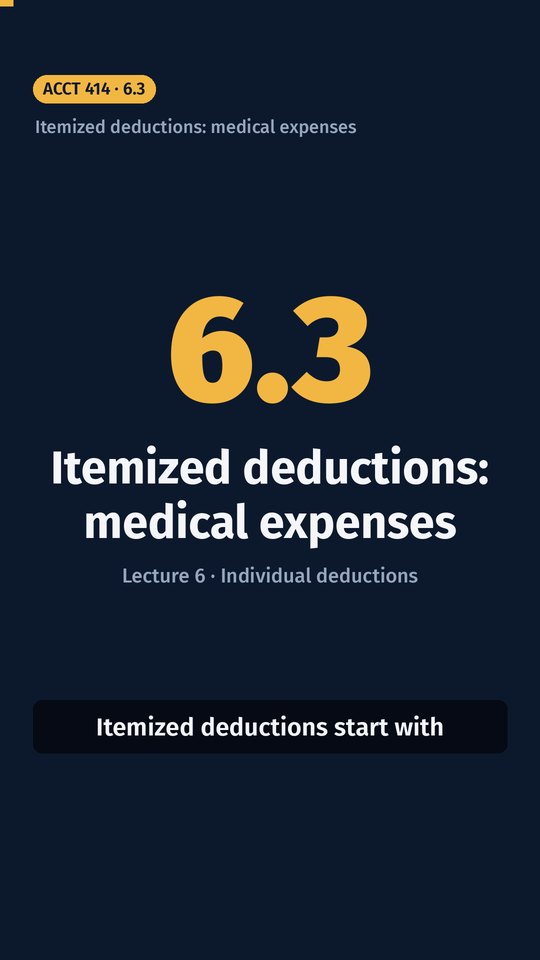 ACCT 414 · 6.3
Itemized deductions: medical expenses
6.3
Itemized deductions:
medical expenses
Lecture 6 · Individual deductions
Itemized deductions start with